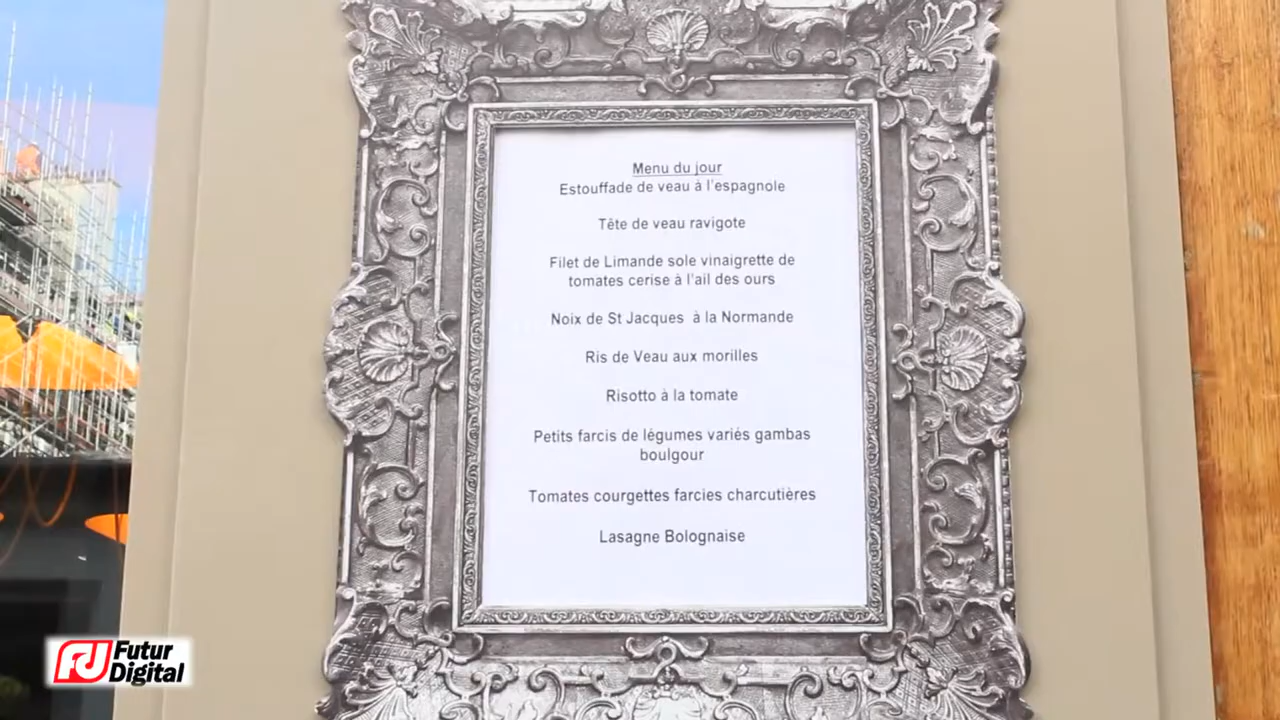 Menu du jour
Estouffade de veau à l'espagnole
Tête de veau ravigote
Filet de Limande sole vinaigrette de
tomates cerise à l'ail des ours
Noix de St Jacques à la Normande
Ris de Veau aux morilles
Risotto à la tomate
Petits farcis de légumes variés gambas
boulgour
Tomates courgettes farcies charcutières
Lasagne Bolognaise
Futur
Digital